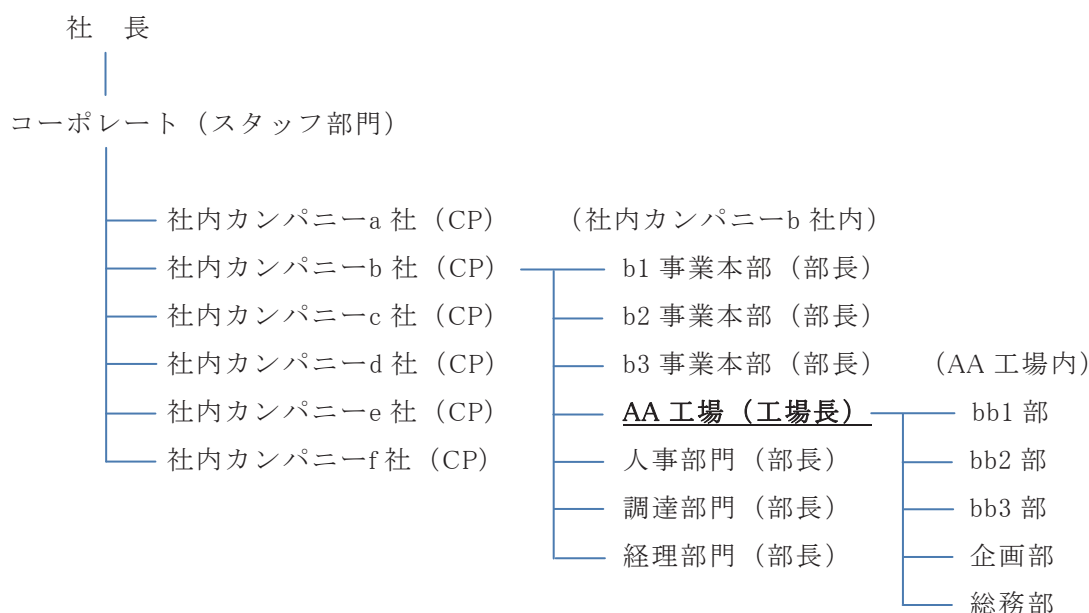 社　長
コーポレート（スタッフ部門）
社内カンパニーa 社（CP）　（社内カンパニーb 社内）
社内カンパニーb 社（CP）　b1 事業本部（部長）
社内カンパニーc 社（CP）　b2 事業本部（部長）
社内カンパニーd 社（CP）　b3 事業本部（部長）　（AA 工場内）
社内カンパニーe 社（CP）　AA 工場（工場長）　bb1 部
社内カンパニーf 社（CP）　人事部門（部長）　bb2 部
調達部門（部長）　bb3 部
経理部門（部長）　企画部
総務部